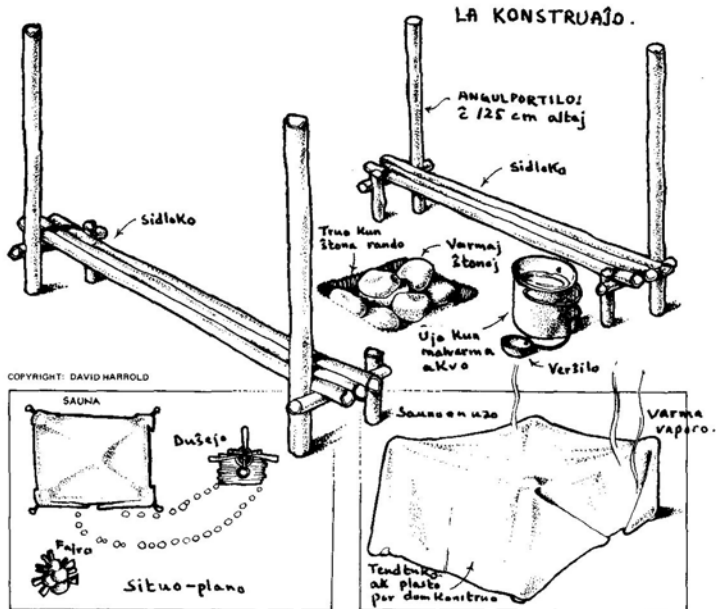 LA KONSTRUAĴO.
ANGULPORTILOJ
2 125 cm altaj
Sidloko
Sidloko
Truo kun
ŝtona rando
Varmaj
ŝtonoj
Ujo kun
malvarma
akvo
Verŝilo
COPYRIGHT: DAVID HARROLD
SAUNA
Duŝejo
Fajro
Situo-plano
Saŭno en uzo
Varma
vaporo.
Tendtuko
aŭ plasto
por domkonstruo